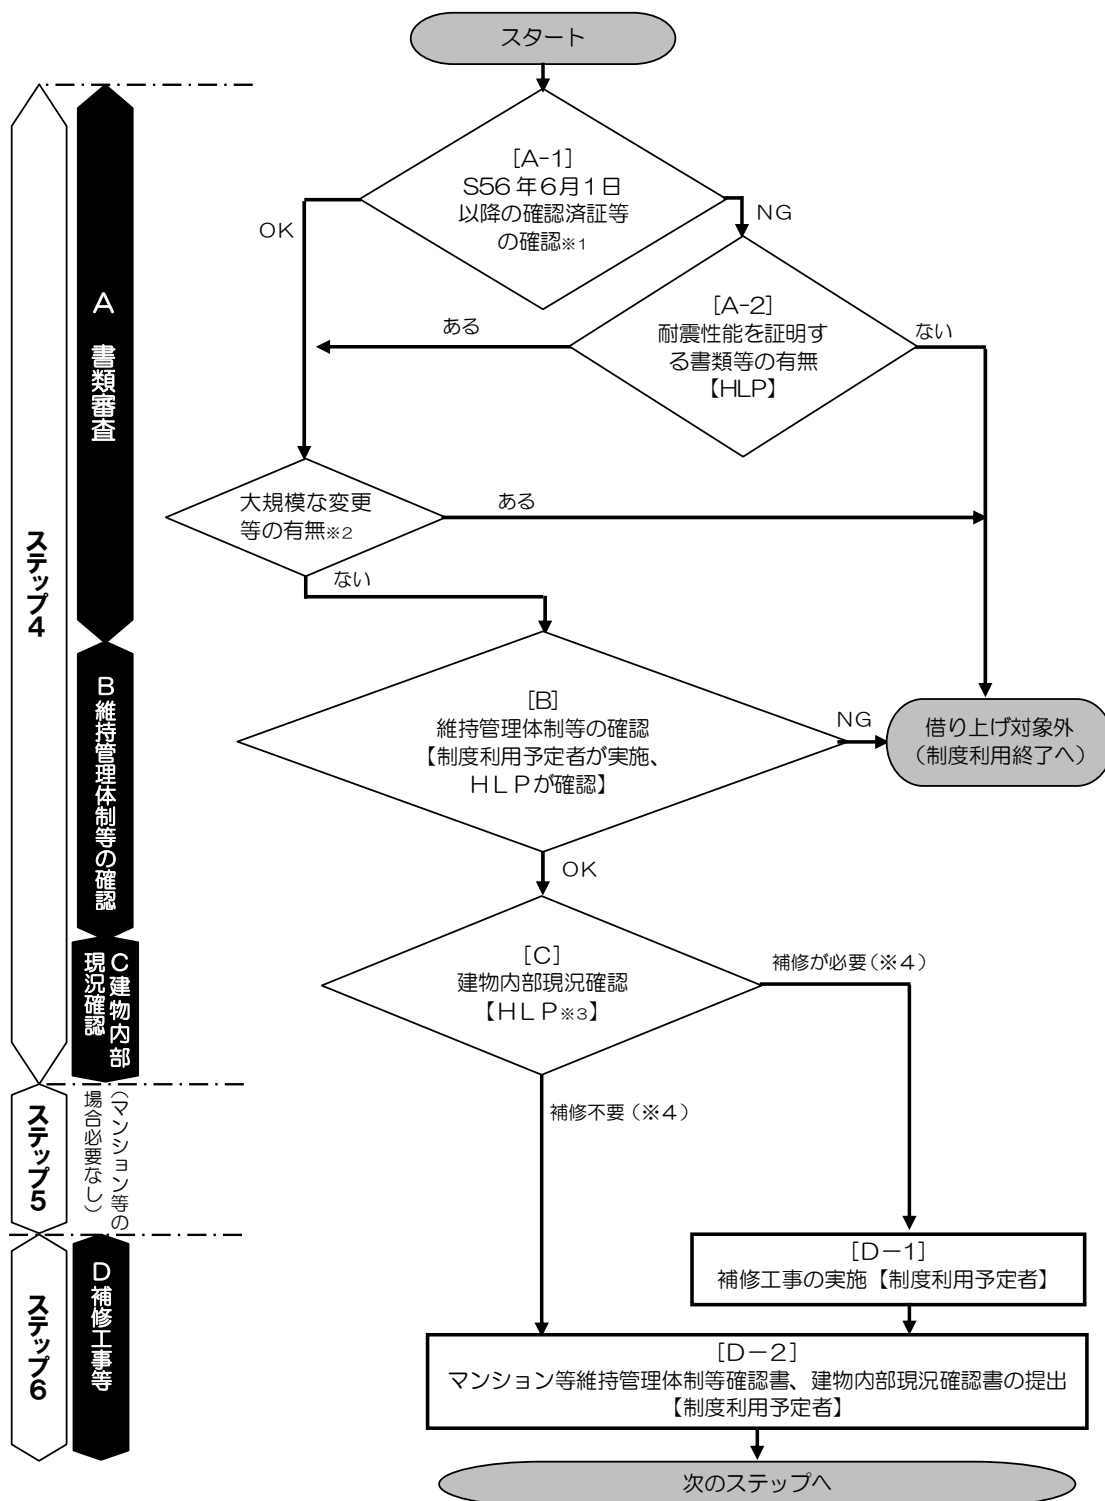 スタート
[A-1]
S56年6月1日
以降の確認済証等
の確認※1
OK
NG
[A-2]
耐震性能を証明す
る書類等の有無
【HLP】
ある
ない
大規模な変更
等の有無※2
ある
ない
[B]
維持管理体制等の確認
【制度利用予定者が実施、
HLPが確認】
NG
借り上げ対象外
（制度利用終了へ）
OK
[C]
建物内部現況確認
【HLP※3】
補修が必要（※4）
補修不要（※4）
[D-1]
補修工事の実施【制度利用予定者】
[D-2]
マンション等維持管理体制等確認書、建物内部現況確認書の提出
【制度利用予定者】
次のステップへ
ステップ4
A 書類審査
B 維持管理体制等の確認
C 建物内部
現況確認
ステップ5
（マンション等の
場合必要なし）
ステップ6
D 補修工事等